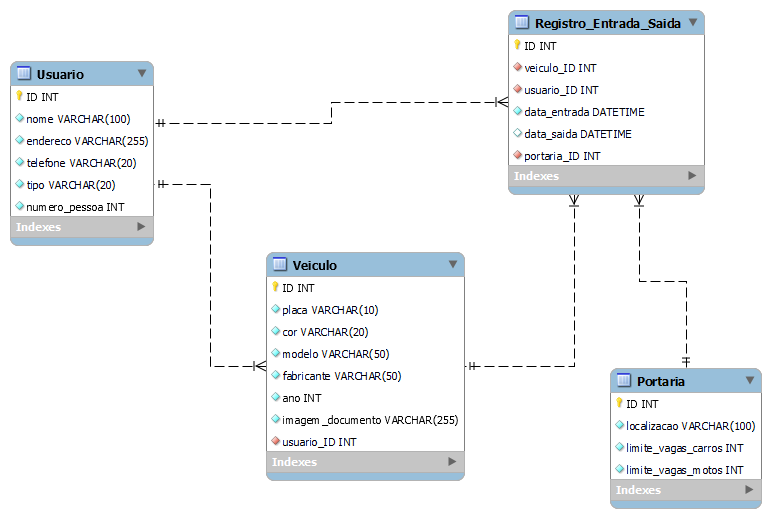 Usuario
ID INT
nome VARCHAR(100)
endereco VARCHAR(255)
telefone VARCHAR(20)
tipo VARCHAR(20)
numero_pessoa INT
Indexes
Registro_Entrada_Saida
ID INT
veiculo_ID INT
usuario_ID INT
data_entrada DATETIME
data_saida DATETIME
portaria_ID INT
Indexes
Veiculo
ID INT
placa VARCHAR(10)
cor VARCHAR(20)
modelo VARCHAR(50)
fabricante VARCHAR(50)
ano INT
imagem_documento VARCHAR(255)
usuario_ID INT
Indexes
Portaria
ID INT
localizacao VARCHAR(100)
limite_vagas_carros INT
limite_vagas_motos INT
Indexes